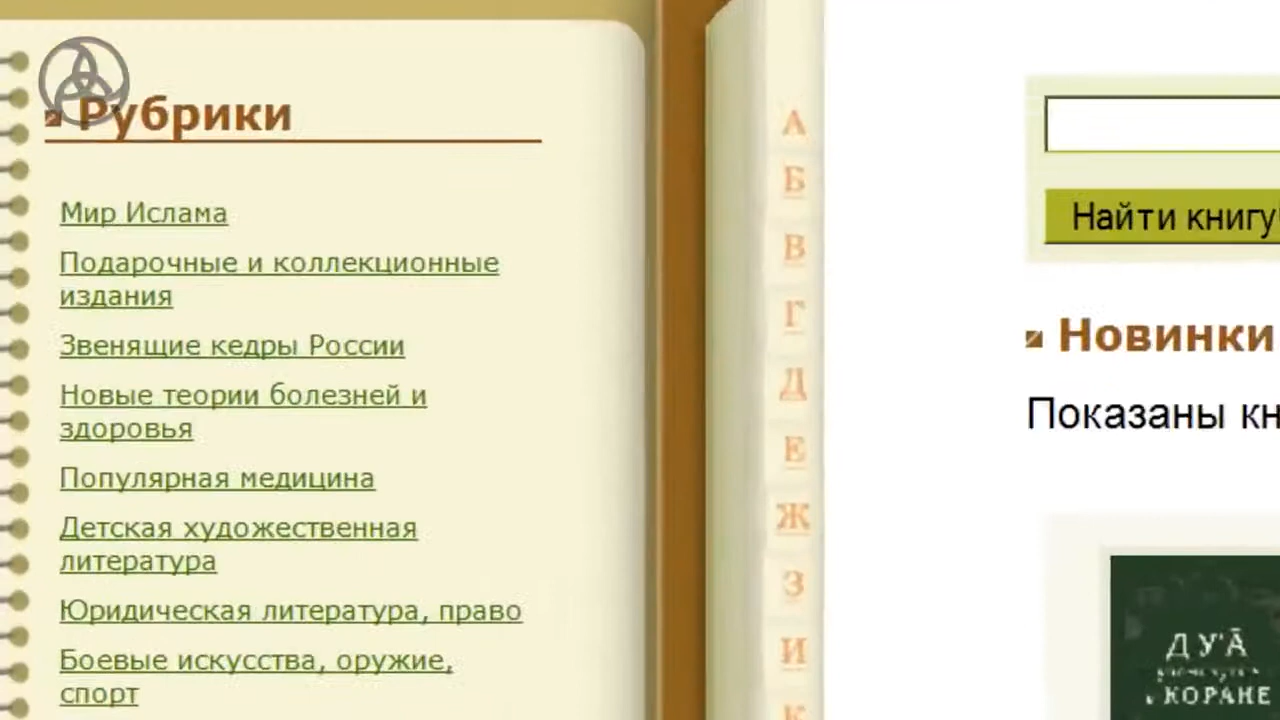 Рубрики
Мир Ислама
Подарочные и коллекционные
издания
Звенящие кедры России
Новые теории болезней и
здоровья
Популярная медицина
Детская художественная
литература
Юридическая литература, право
Боевые искусства, оружие,
спорт
А
Б
В
Г
Д
Е
Ж
З
И
К
Найти книгу
Новинки
Показаны кн
ДУ'Ā
в КОРАНЕ